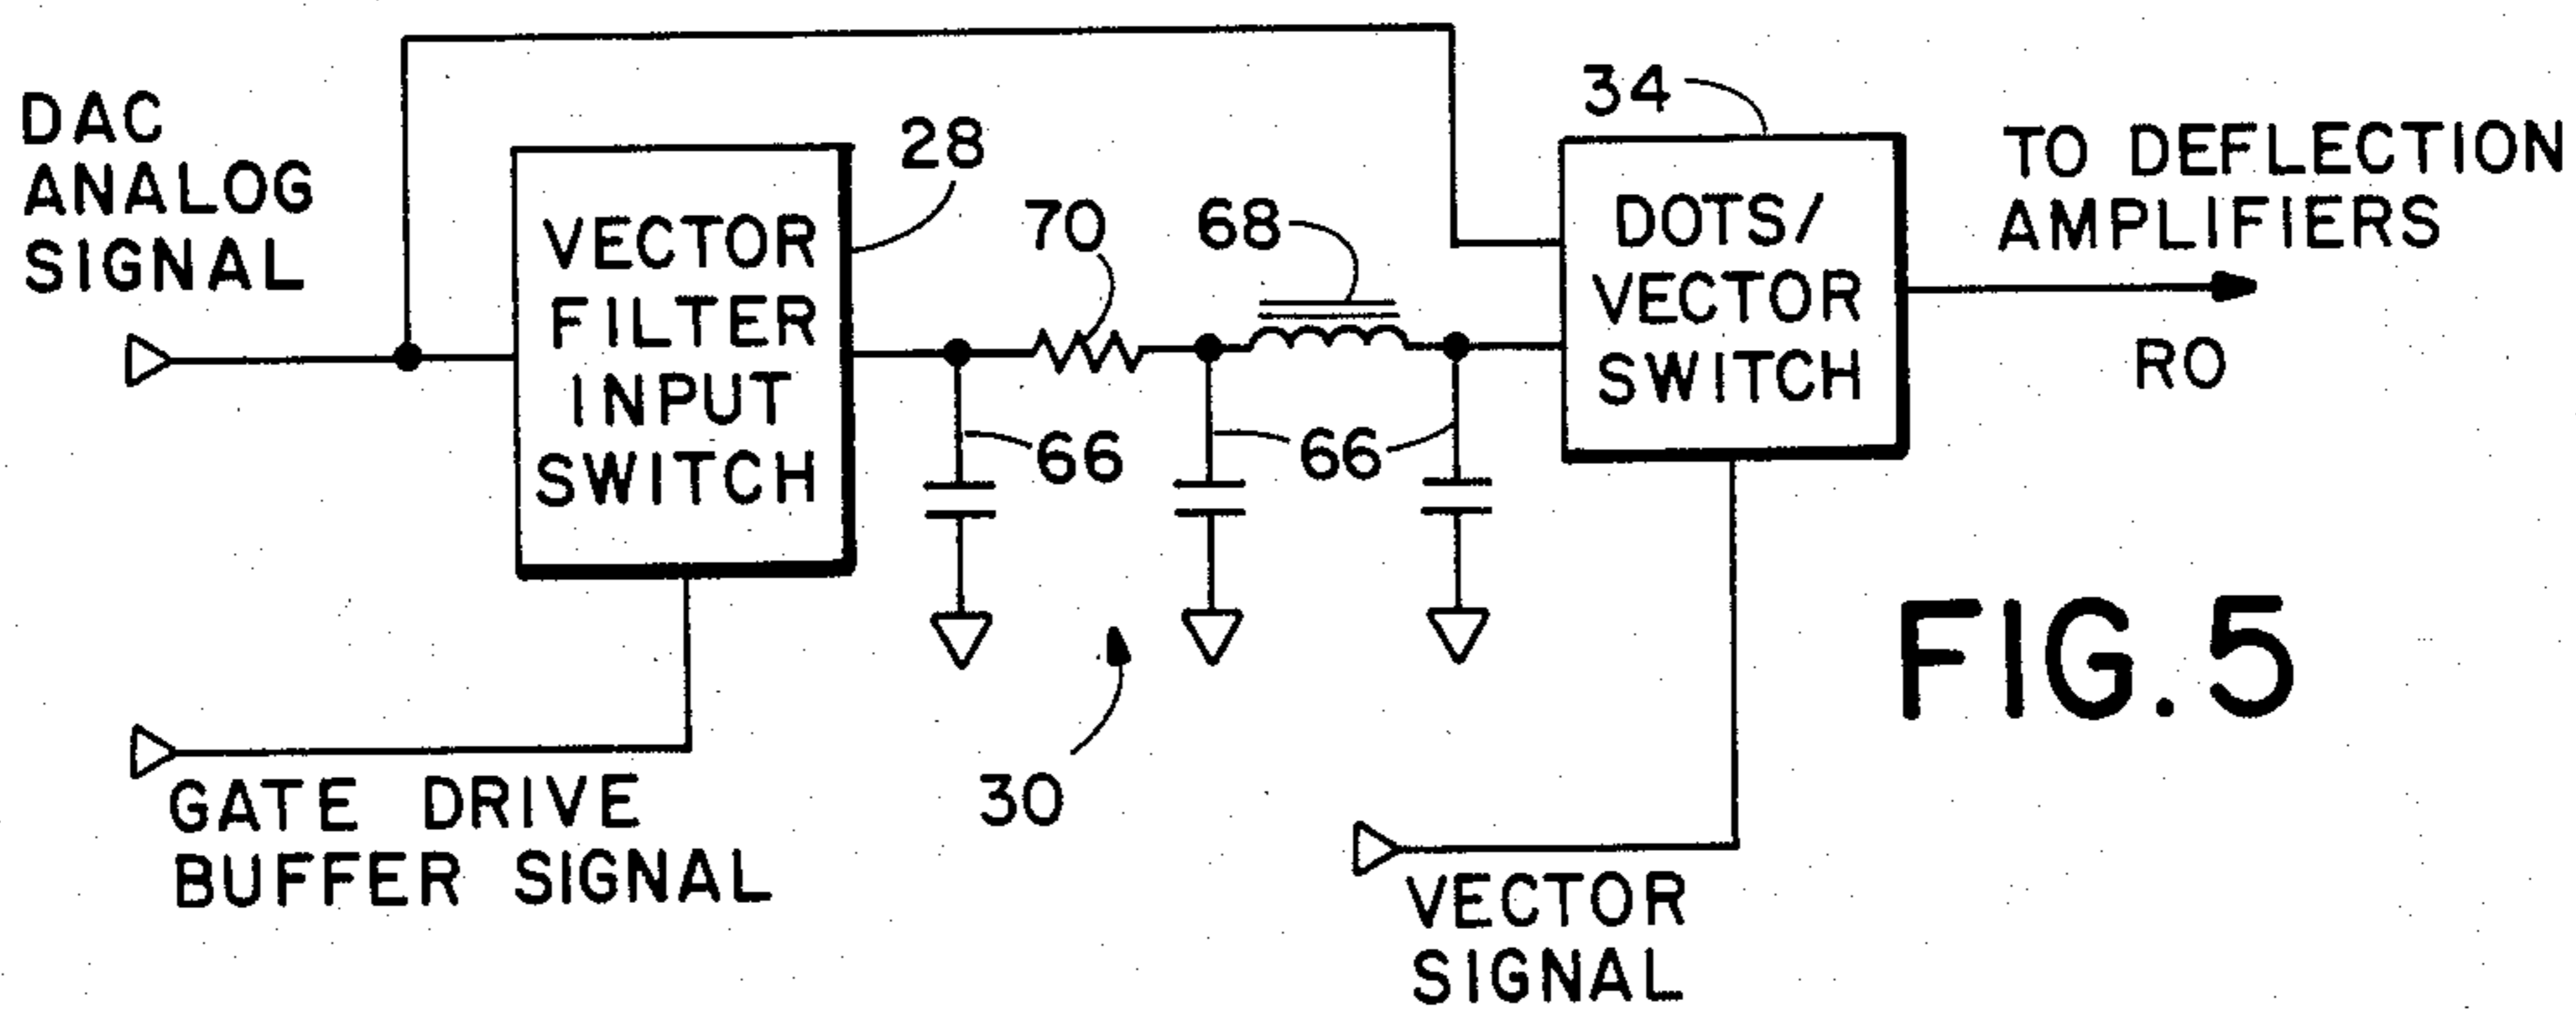 DAC
ANALOG
SIGNAL
VECTOR
FILTER
INPUT
SWITCH
28
70
68
66
66
30
34
DOTS/
VECTOR
SWITCH
TO DEFLECTION
AMPLIFIERS
RO
GATE DRIVE
BUFFER SIGNAL
VECTOR
SIGNAL
FIG.5